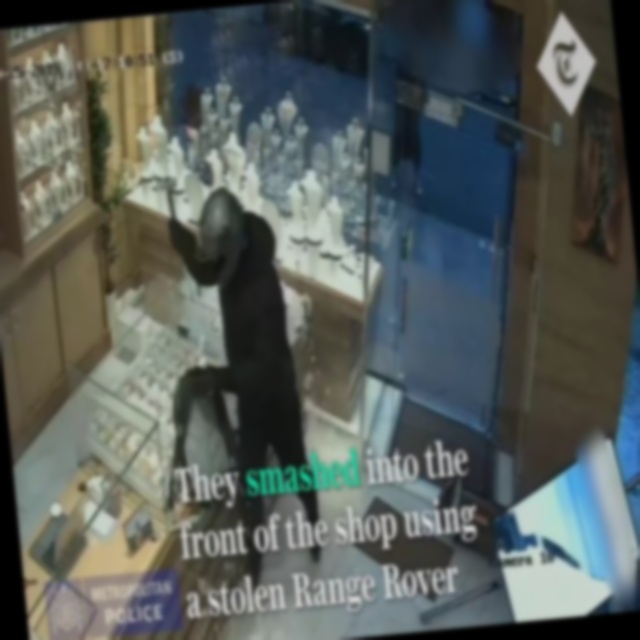 They smashed into the
front of the shop using
a stolen Range Rover
METROPOLITAN
POLICE